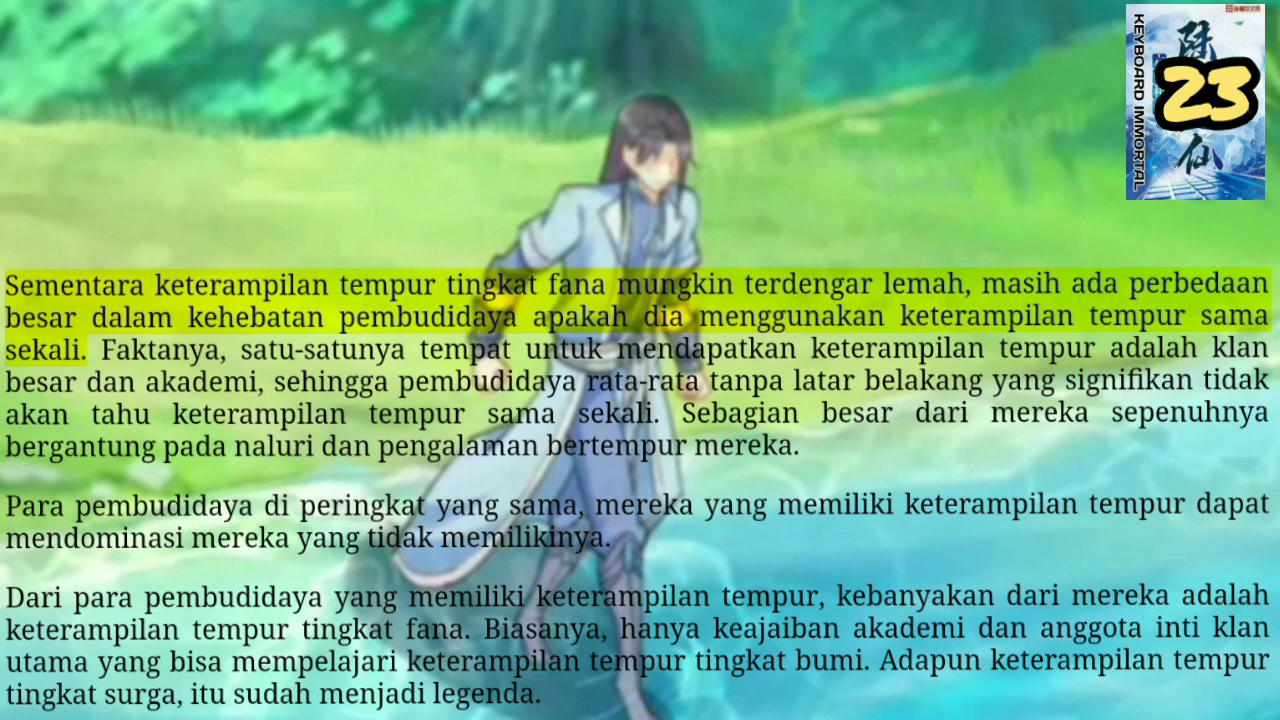 KEYBOARD IMMORTAL
23
仙
Sementara keterampilan tempur tingkat fana mungkin terdengar lemah, masih ada perbedaan
besar dalam kehebatan pembudidaya apakah dia menggunakan keterampilan tempur sama
sekali. Faktanya, satu-satunya tempat untuk mendapatkan keterampilan tempur adalah klan
besar dan akademi, sehingga pembudidaya rata-rata tanpa latar belakang yang signifikan tidak
akan tahu keterampilan tempur sama sekali. Sebagian besar dari mereka sepenuhnya
bergantung pada naluri dan pengalaman bertempur mereka.
Para pembudidaya di peringkat yang sama, mereka yang memiliki keterampilan tempur dapat
mendominasi mereka yang tidak memilikinya.
Dari para pembudidaya yang memiliki keterampilan tempur, kebanyakan dari mereka adalah
keterampilan tempur tingkat fana. Biasanya, hanya keajaiban akademi dan anggota inti klan
utama yang bisa mempelajari keterampilan tempur tingkat bumi. Adapun keterampilan tempur
tingkat surga, itu sudah menjadi legenda.